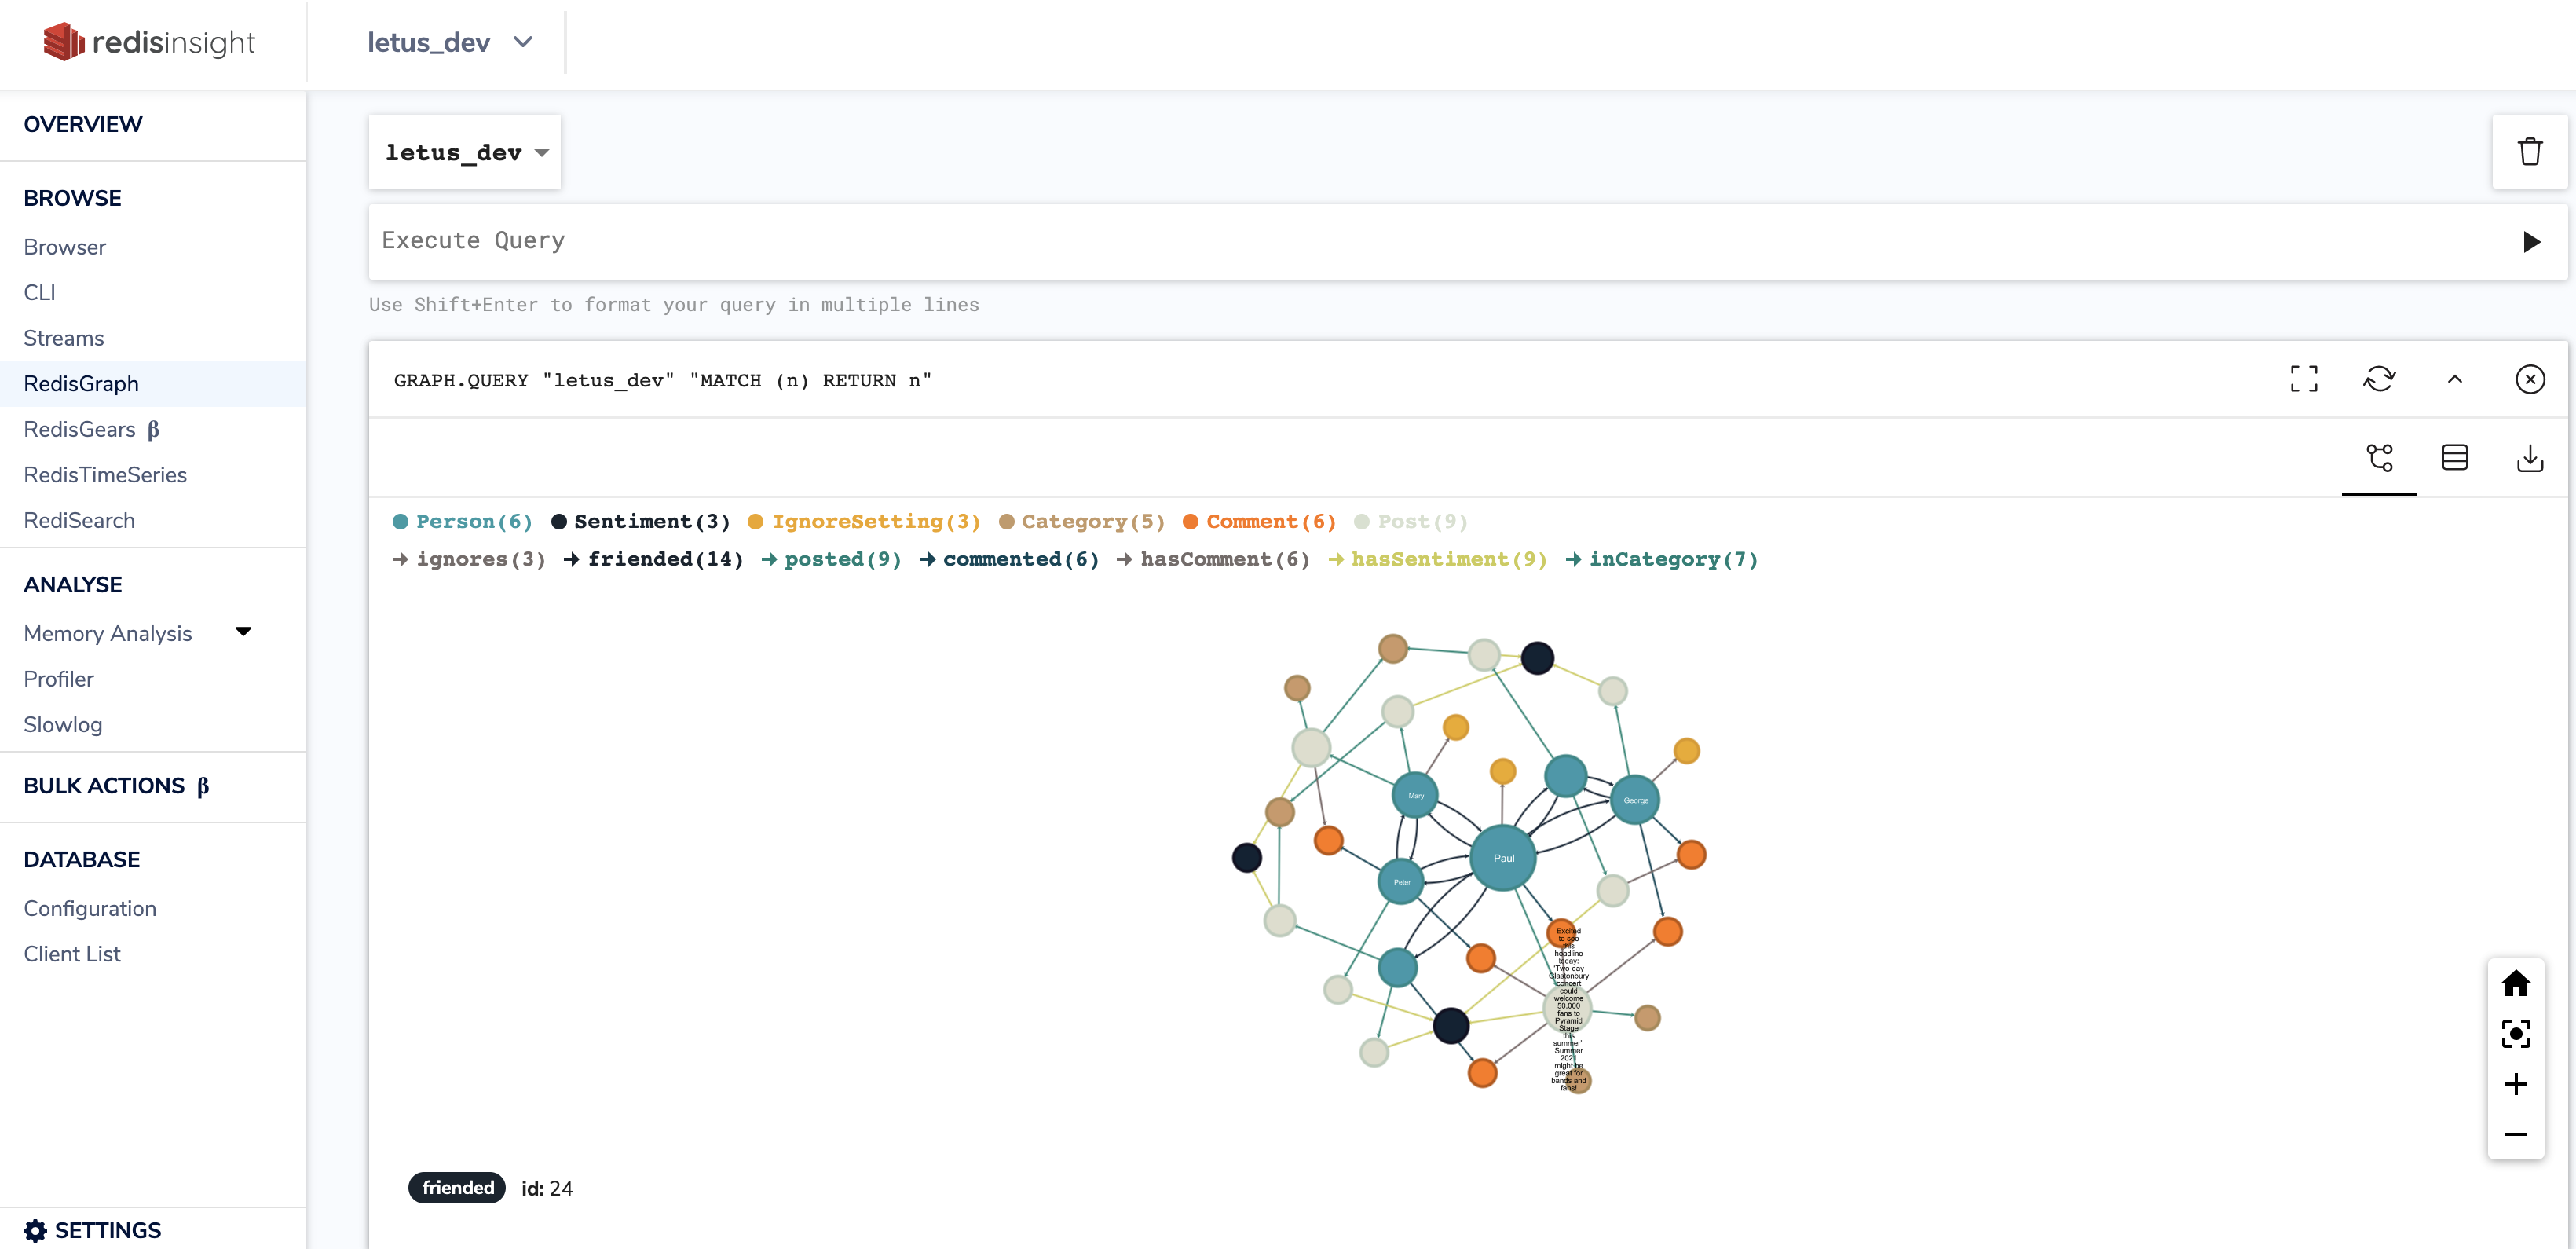 redisinsight
letus_dev
OVERVIEW
BROWSE
Browser
CLI
Streams
RedisGraph
RedisGears β
RedisTimeSeries
RediSearch
ANALYSE
Memory Analysis
Profiler
Slowlog
BULK ACTIONS β
DATABASE
Configuration
Client List
SETTINGS
letus_dev
Execute Query
Use Shift+Enter to format your query in multiple lines
GRAPH.QUERY "letus_dev" "MATCH (n) RETURN n"
Person(6) Sentiment(3) IgnoreSetting(3) Category(5) Comment(6) Post(9)
ignores(3) friended(14) posted(9) commented(6) hasComment(6) hasSentiment(9) inCategory(7)
Mary
George
Paul
Peter
Excited
to see
this
headline
today:
'Two-day
Glastonbury
concert
could
welcome
50,000
fans to
Pyramid
Stage
this
summer'
Summer
2021
might be
great for
bands and
fans!
friended id: 24